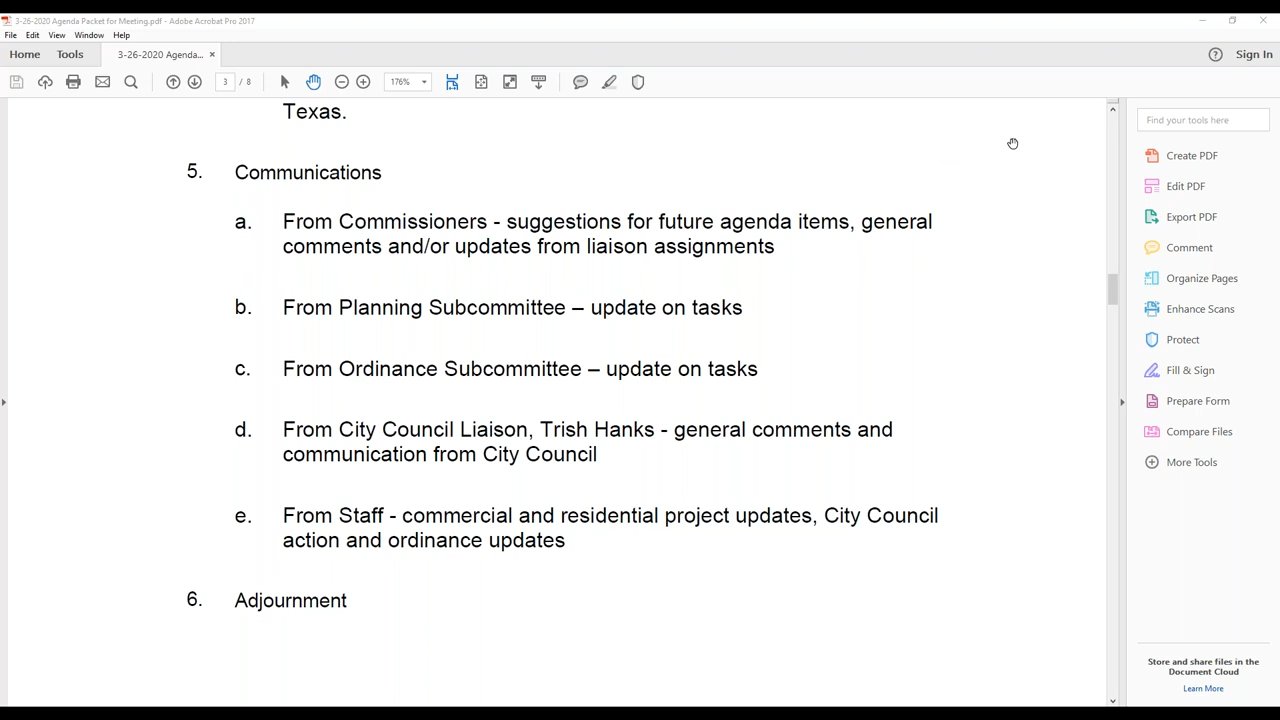 3-26-2020 Agenda Packet for Meeting.pdf - Adobe Acrobat Pro 2017
File Edit View Window Help
Home Tools 3-26-2020 Agenda... × Sign In
3 / 8 176%
Texas.
5. Communications
a. From Commissioners - suggestions for future agenda items, general
comments and/or updates from liaison assignments
b. From Planning Subcommittee – update on tasks
c. From Ordinance Subcommittee – update on tasks
d. From City Council Liaison, Trish Hanks - general comments and
communication from City Council
e. From Staff - commercial and residential project updates, City Council
action and ordinance updates
6. Adjournment
Find your tools here
Create PDF
Edit PDF
Export PDF
Comment
Organize Pages
Enhance Scans
Protect
Fill & Sign
Prepare Form
Compare Files
More Tools
Store and share files in the
Document Cloud
Learn More